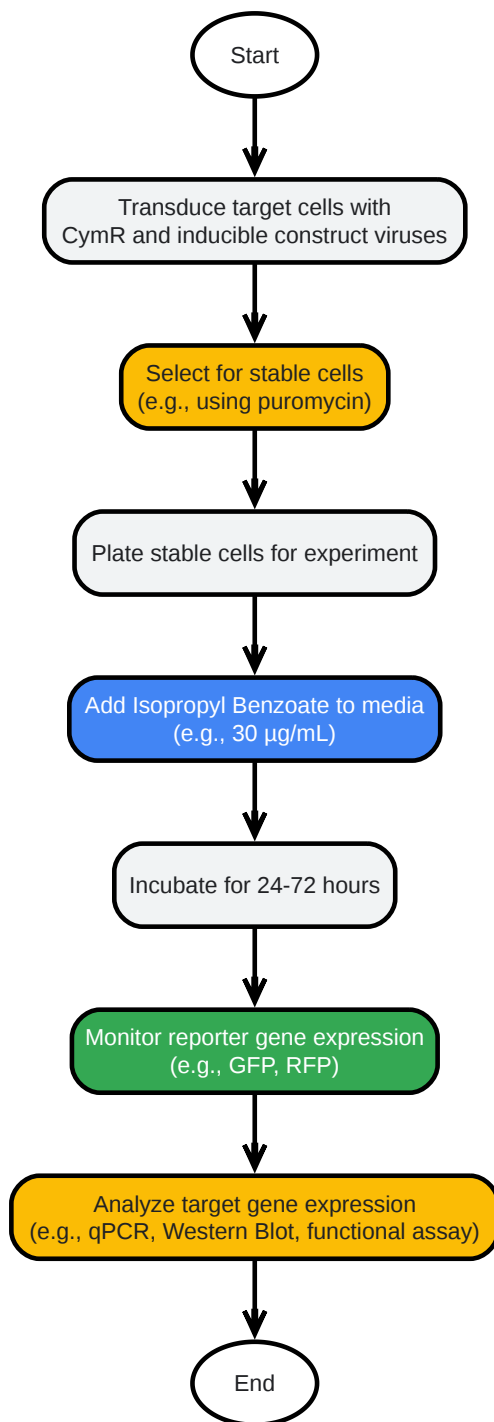 Start
Transduce target cells with
CymR and inducible construct viruses
Select for stable cells
(e.g., using puromycin)
Plate stable cells for experiment
Add Isopropyl Benzoate to media
(e.g., 30 µg/mL)
Incubate for 24-72 hours
Monitor reporter gene expression
(e.g., GFP, RFP)
Analyze target gene expression
(e.g., qPCR, Western Blot, functional assay)
End